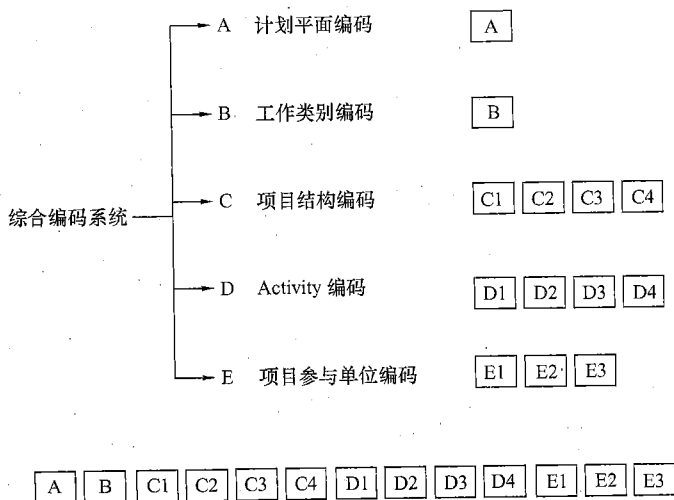 A 计划平面编码 A
B 工作类别编码 B
C 项目结构编码 C1 C2 C3 C4
综合编码系统
D Activity 编码 D1 D2 D3 D4
E 项目参与单位编码 E1 E2 E3
A B C1 C2 C3 C4 D1 D2 D3 D4 E1 E2 E3